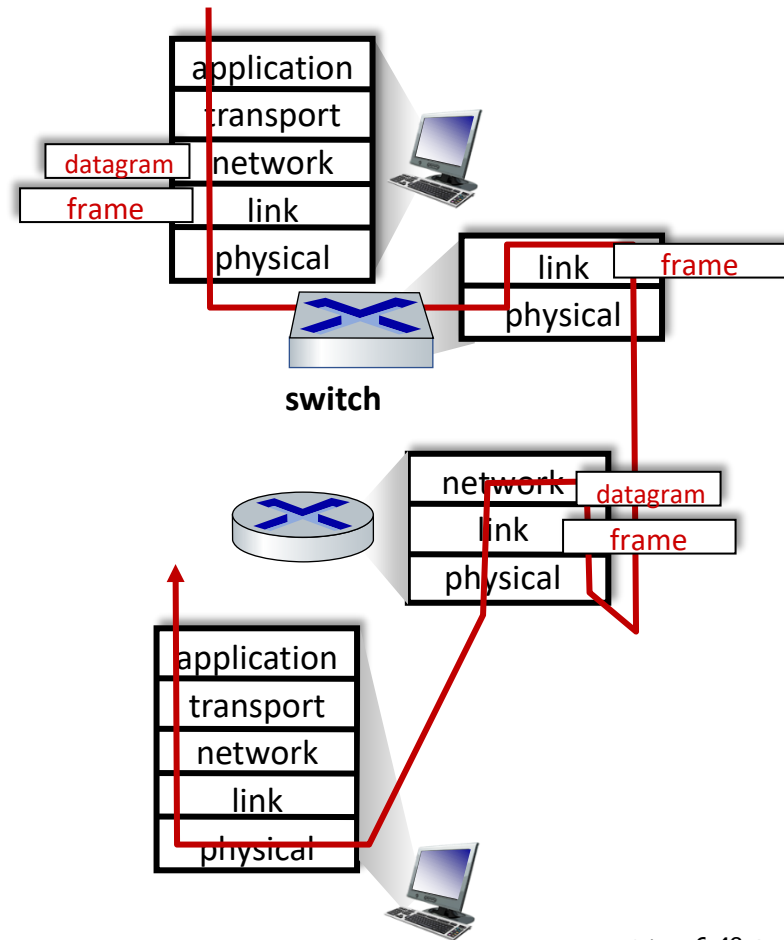 application
transport
datagram
network
frame
link
physical
link
frame
physical
switch
network
datagram
link
frame
physical
application
transport
network
link
physical